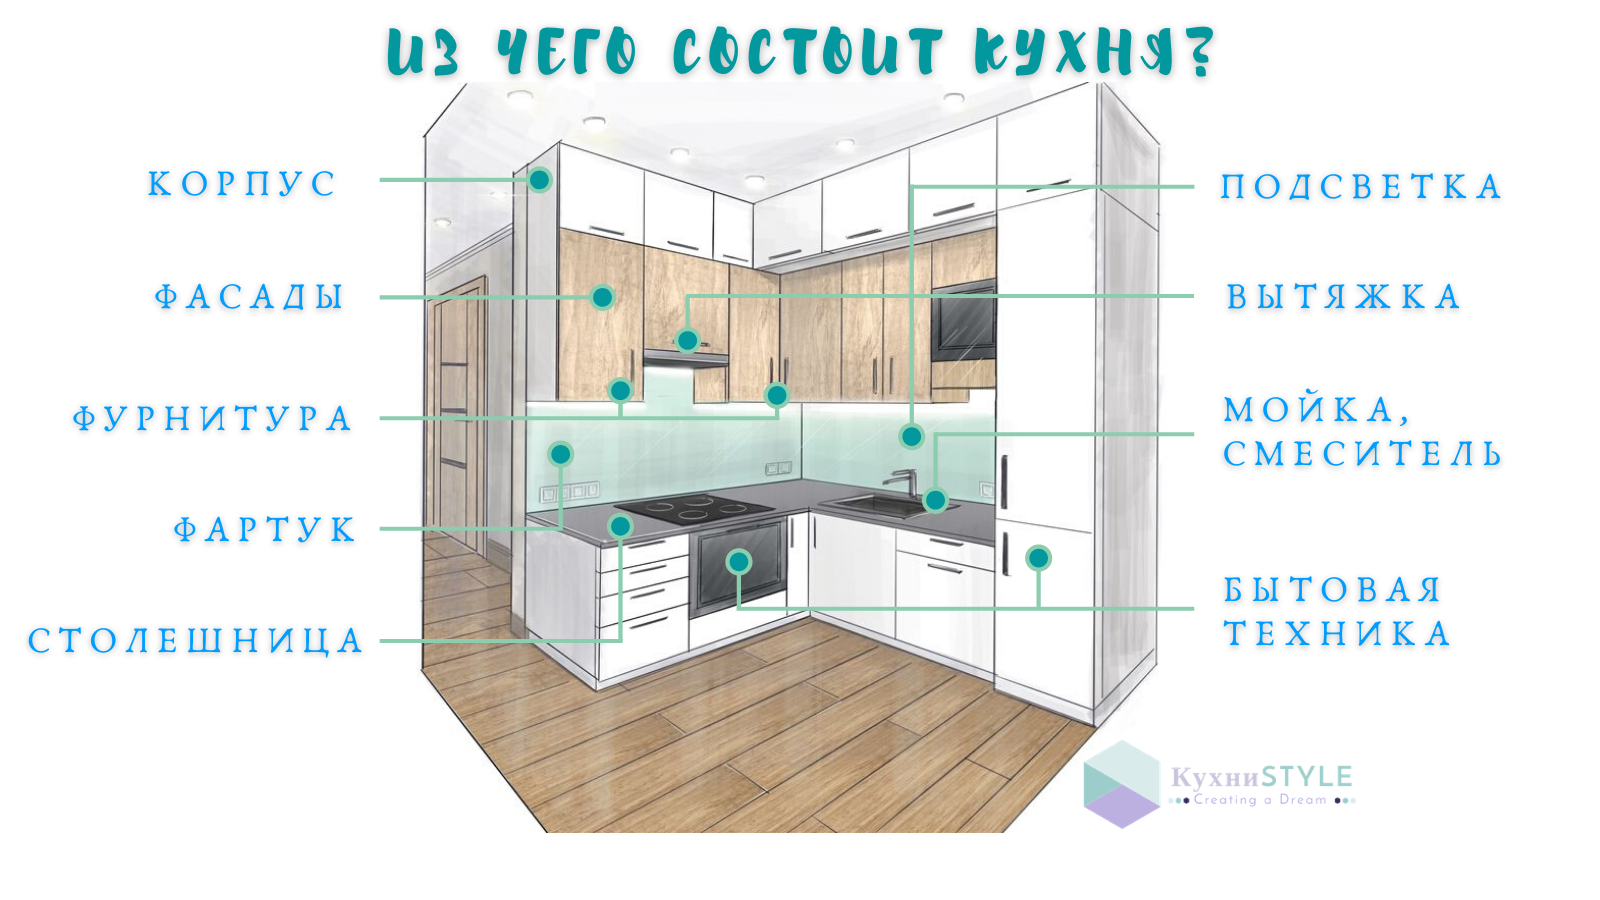 ИЗ ЧЕГО СОСТОИТ КУХНЯ?
КОРПУС
ФАСАДЫ
ФУРНИТУРА
ФАРТУК
СТОЛЕШНИЦА
ПОДСВЕТКА
ВЫТЯЖКА
МОЙКА,
СМЕСИТЕЛЬ
БЫТОВАЯ
ТЕХНИКА
КухниSTYLE
Creating a Dream